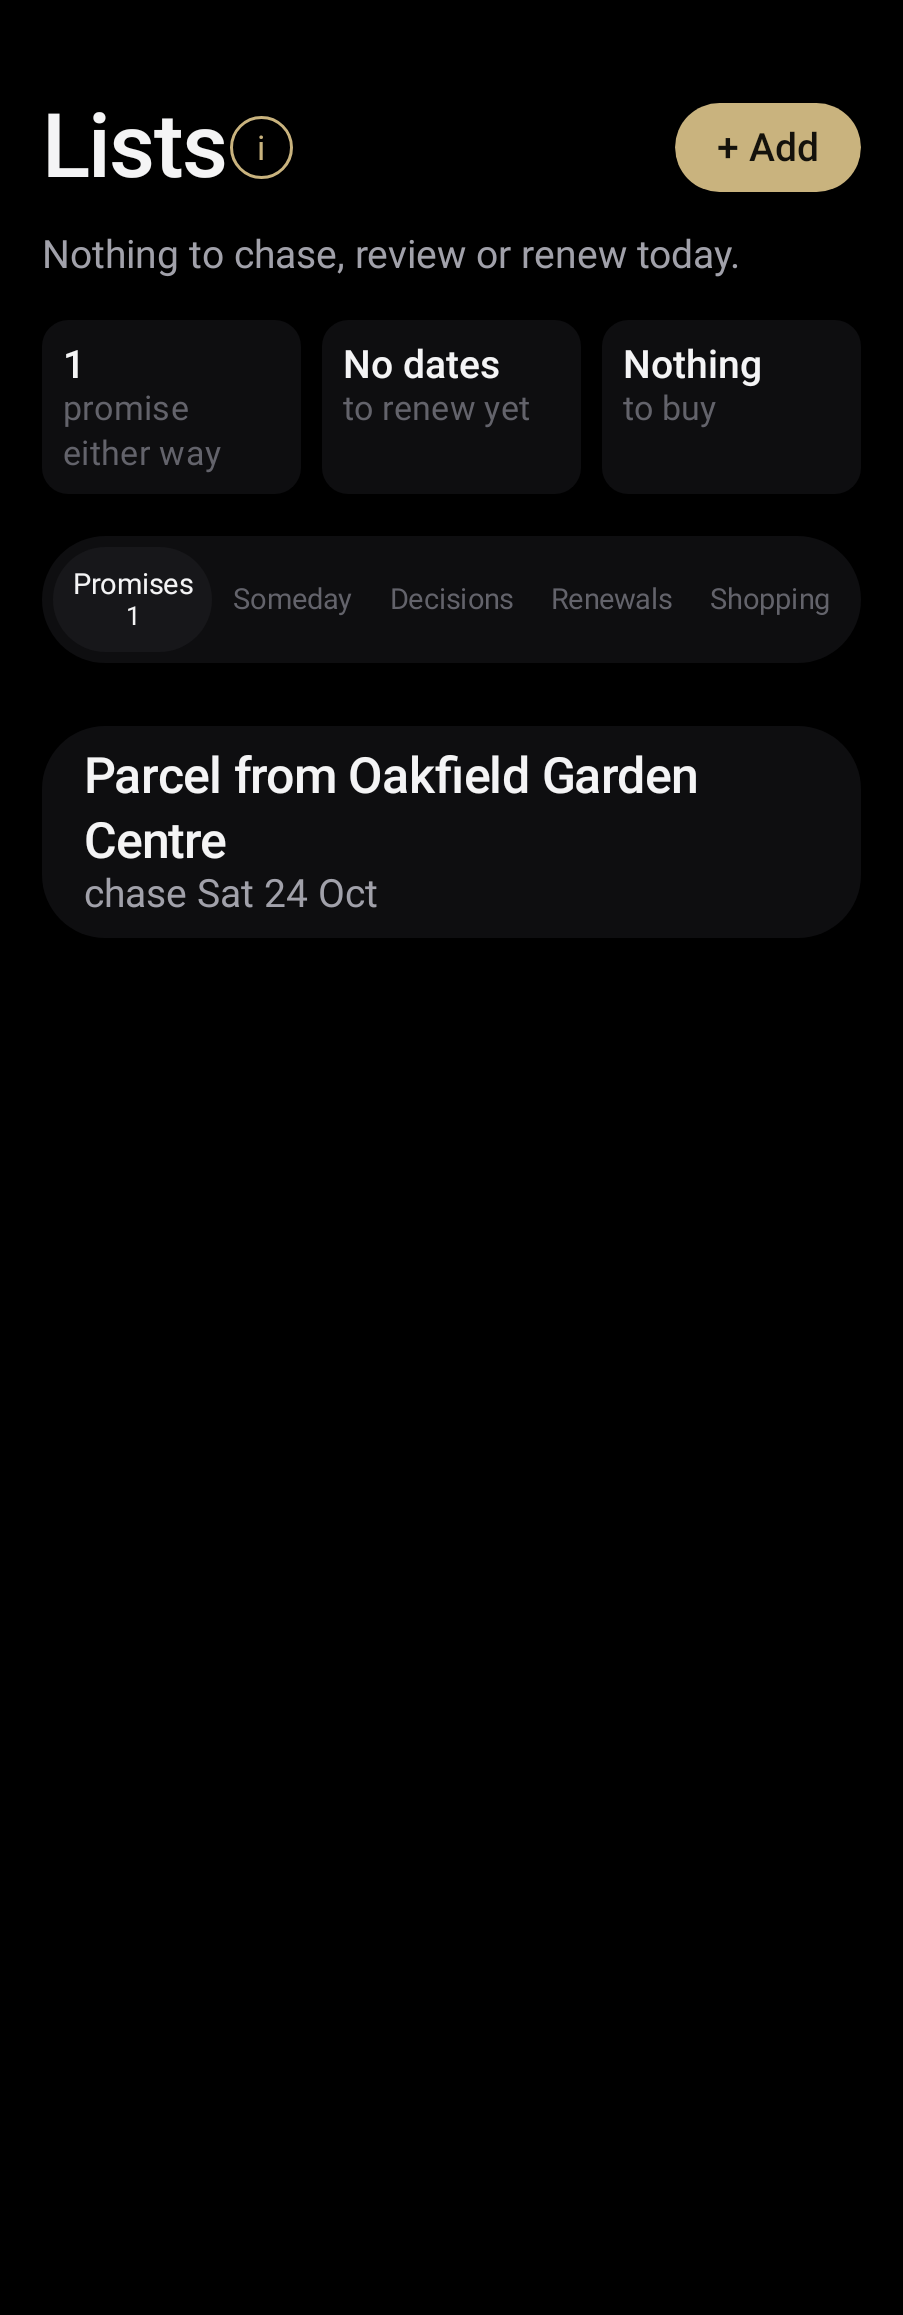 Lists i
+ Add
Nothing to chase, review or renew today.
1
promise
either way
No dates
to renew yet
Nothing
to buy
Promises
1
Someday
Decisions
Renewals
Shopping
Parcel from Oakfield Garden
Centre
chase Sat 24 Oct